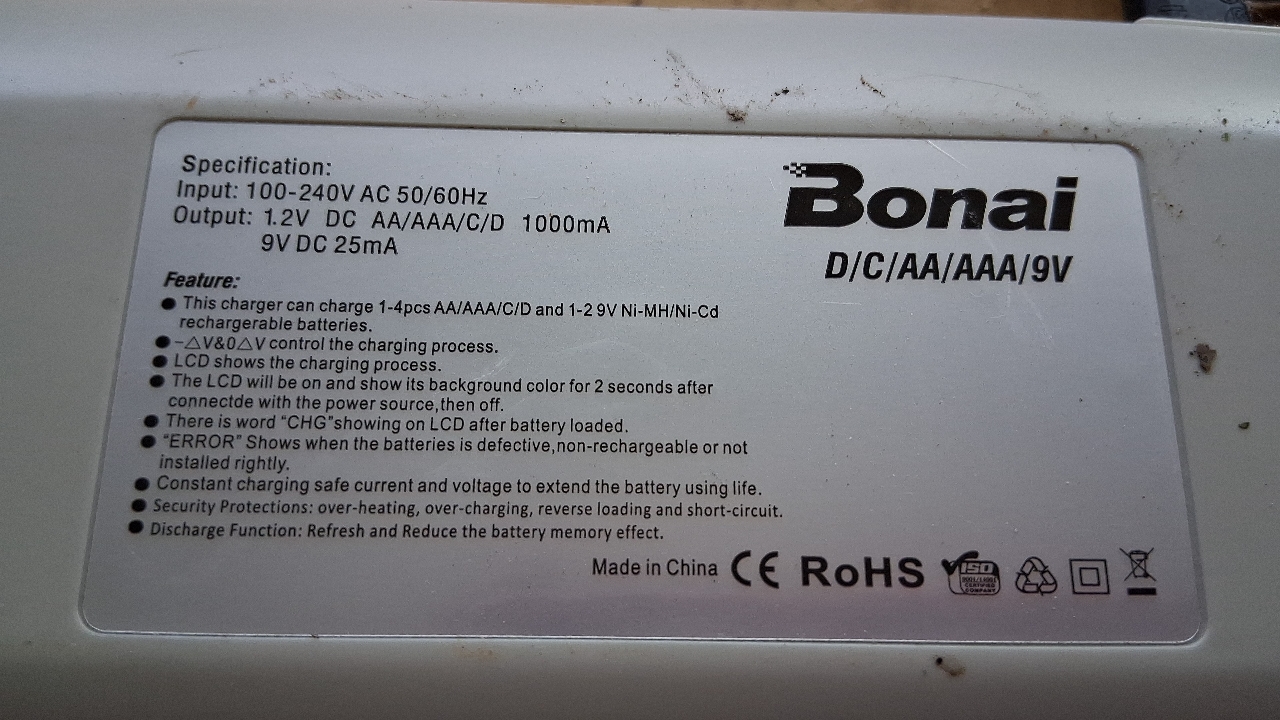 Specification:
Input: 100-240V AC 50/60Hz
Output: 1.2V DC AA/AAA/C/D 1000mA
9V DC 25mA
Bonai
D/C/AA/AAA/9V
Feature:
● This charger can charge 1-4pcs AA/AAA/C/D and 1-2 9V Ni-MH/Ni-Cd
rechargerable batteries.
● -△V&0△V control the charging process.
● LCD shows the charging process.
● The LCD will be on and show its background color for 2 seconds after
connectde with the power source,then off.
● There is word “CHG”showing on LCD after battery loaded.
● “ERROR” Shows when the batteries is defective,non-rechargeable or not
installed rightly.
● Constant charging safe current and voltage to extend the battery using life.
● Security Protections: over-heating, over-charging, reverse loading and short-circuit.
● Discharge Function: Refresh and Reduce the battery memory effect.
Made in China CE RoHS ISO
CERTIFIED
COMPANY